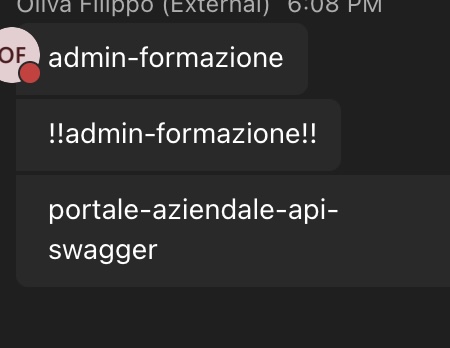 Oliva Filippo (External) 6:08 PM
OF
admin-formazione
!!admin-formazione!!
portale-aziendale-api-
swagger